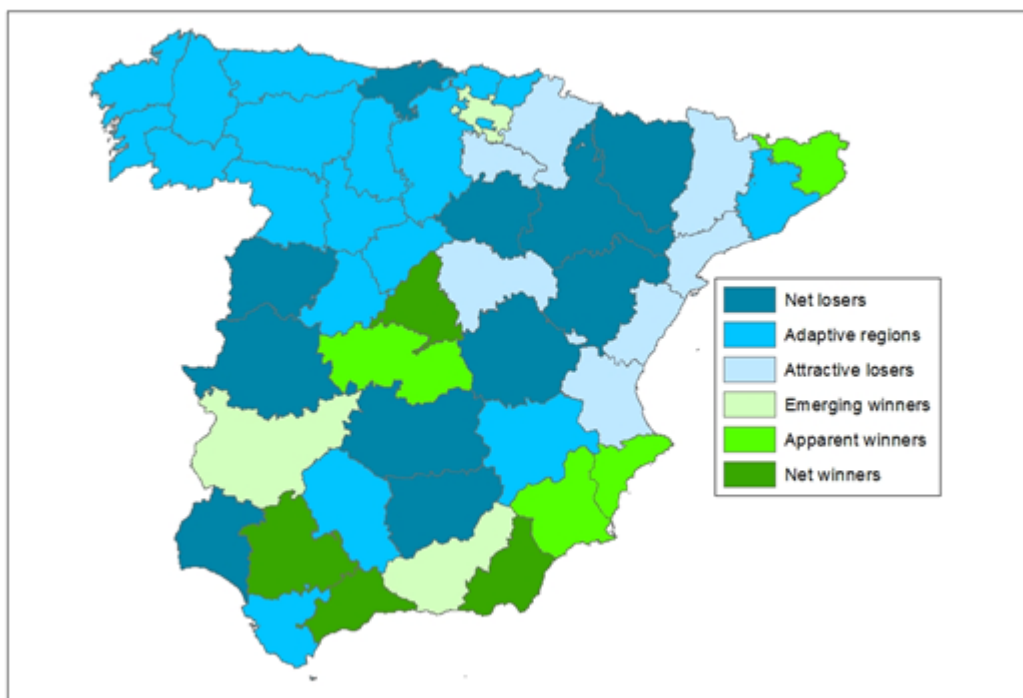 Net losers
Adaptive regions
Attractive losers
Emerging winners
Apparent winners
Net winners